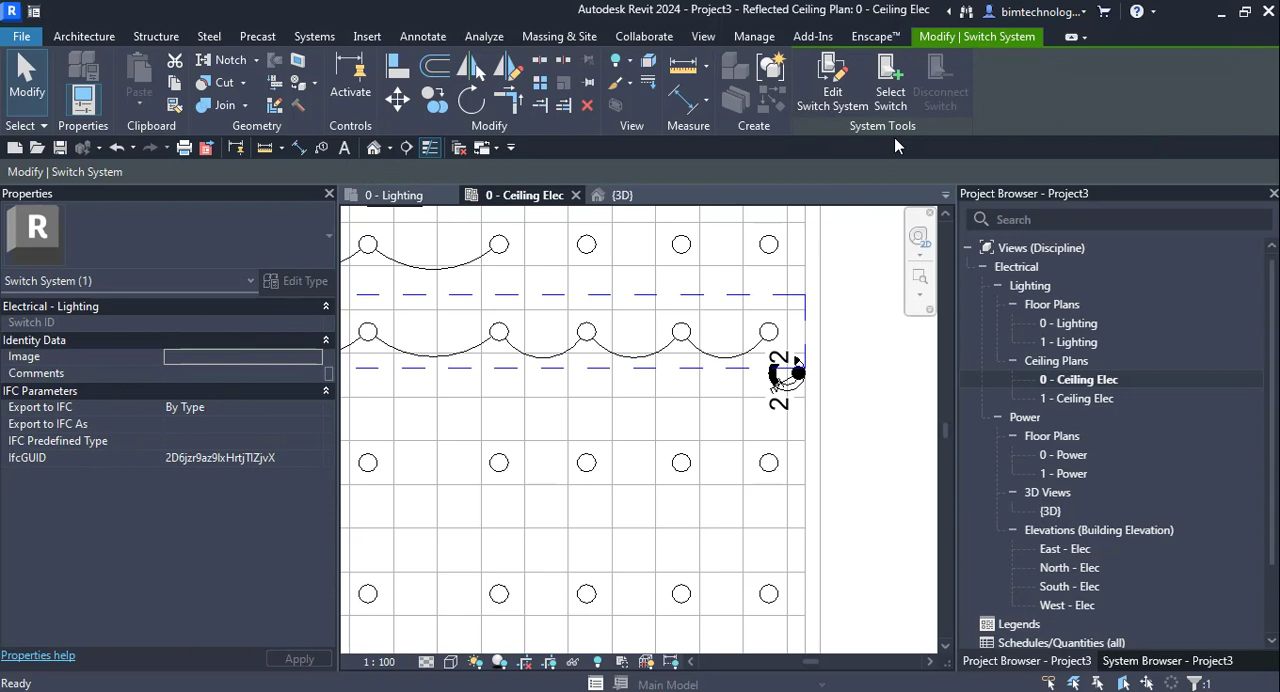 R Autodesk Revit 2024 - Project3 - Reflected Ceiling Plan: 0 - Ceiling Elec bimtechnolog...
File Architecture Structure Steel Precast Systems Insert Annotate Analyze Massing & Site Collaborate View Manage Add-Ins Enscape™ Modify | Switch System
Modify Paste Notch Cut Join Activate Edit Switch System Select Switch Disconnect Switch
Select Properties Clipboard Geometry Controls Modify View Measure Create System Tools
Modify | Switch System
Properties
R
Switch System (1) Edit Type
Electrical - Lighting
Switch ID
Identity Data
Image
Comments
IFC Parameters
Export to IFC By Type
Export to IFC As
IFC Predefined Type
IfcGUID 2D6jzr9az9lxHrtjTlZjvX
Properties help Apply
0 - Lighting 0 - Ceiling Elec {3D}
2D
2
2
1 : 100
Project Browser - Project3
Search
Views (Discipline)
Electrical
Lighting
Floor Plans
0 - Lighting
1 - Lighting
Ceiling Plans
0 - Ceiling Elec
1 - Ceiling Elec
Power
Floor Plans
0 - Power
1 - Power
3D Views
{3D}
Elevations (Building Elevation)
East - Elec
North - Elec
South - Elec
West - Elec
Legends
Schedules/Quantities (all)
Project Browser - Project3 System Browser - Project3
Ready Main Model :1